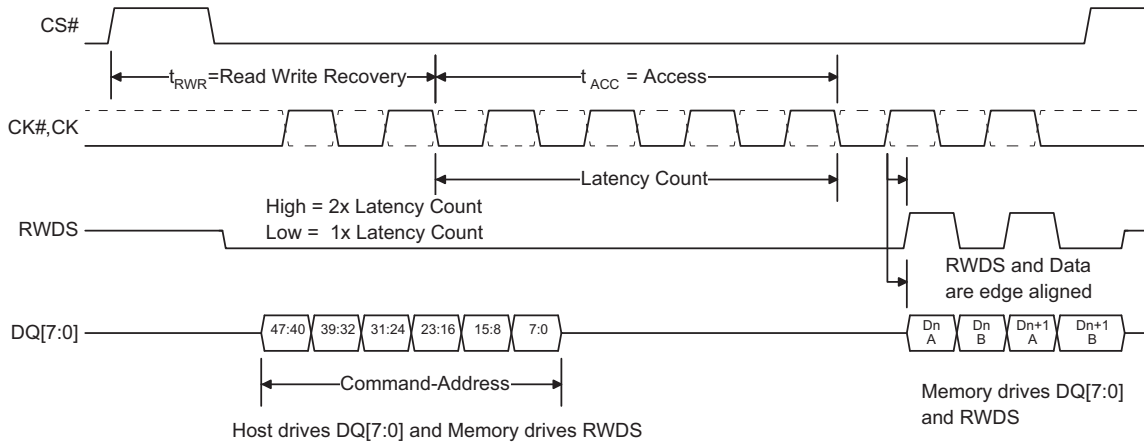 CS#
t RWR =Read Write Recovery
t ACC = Access
CK#,CK
Latency Count
High = 2x Latency Count
Low = 1x Latency Count
RWDS
RWDS and Data
are edge aligned
DQ[7:0]
47:40 39:32 31:24 23:16 15:8 7:0
Dn A
Dn B
Dn+1 A
Dn+1 B
Command-Address
Memory drives DQ[7:0]
and RWDS
Host drives DQ[7:0] and Memory drives RWDS